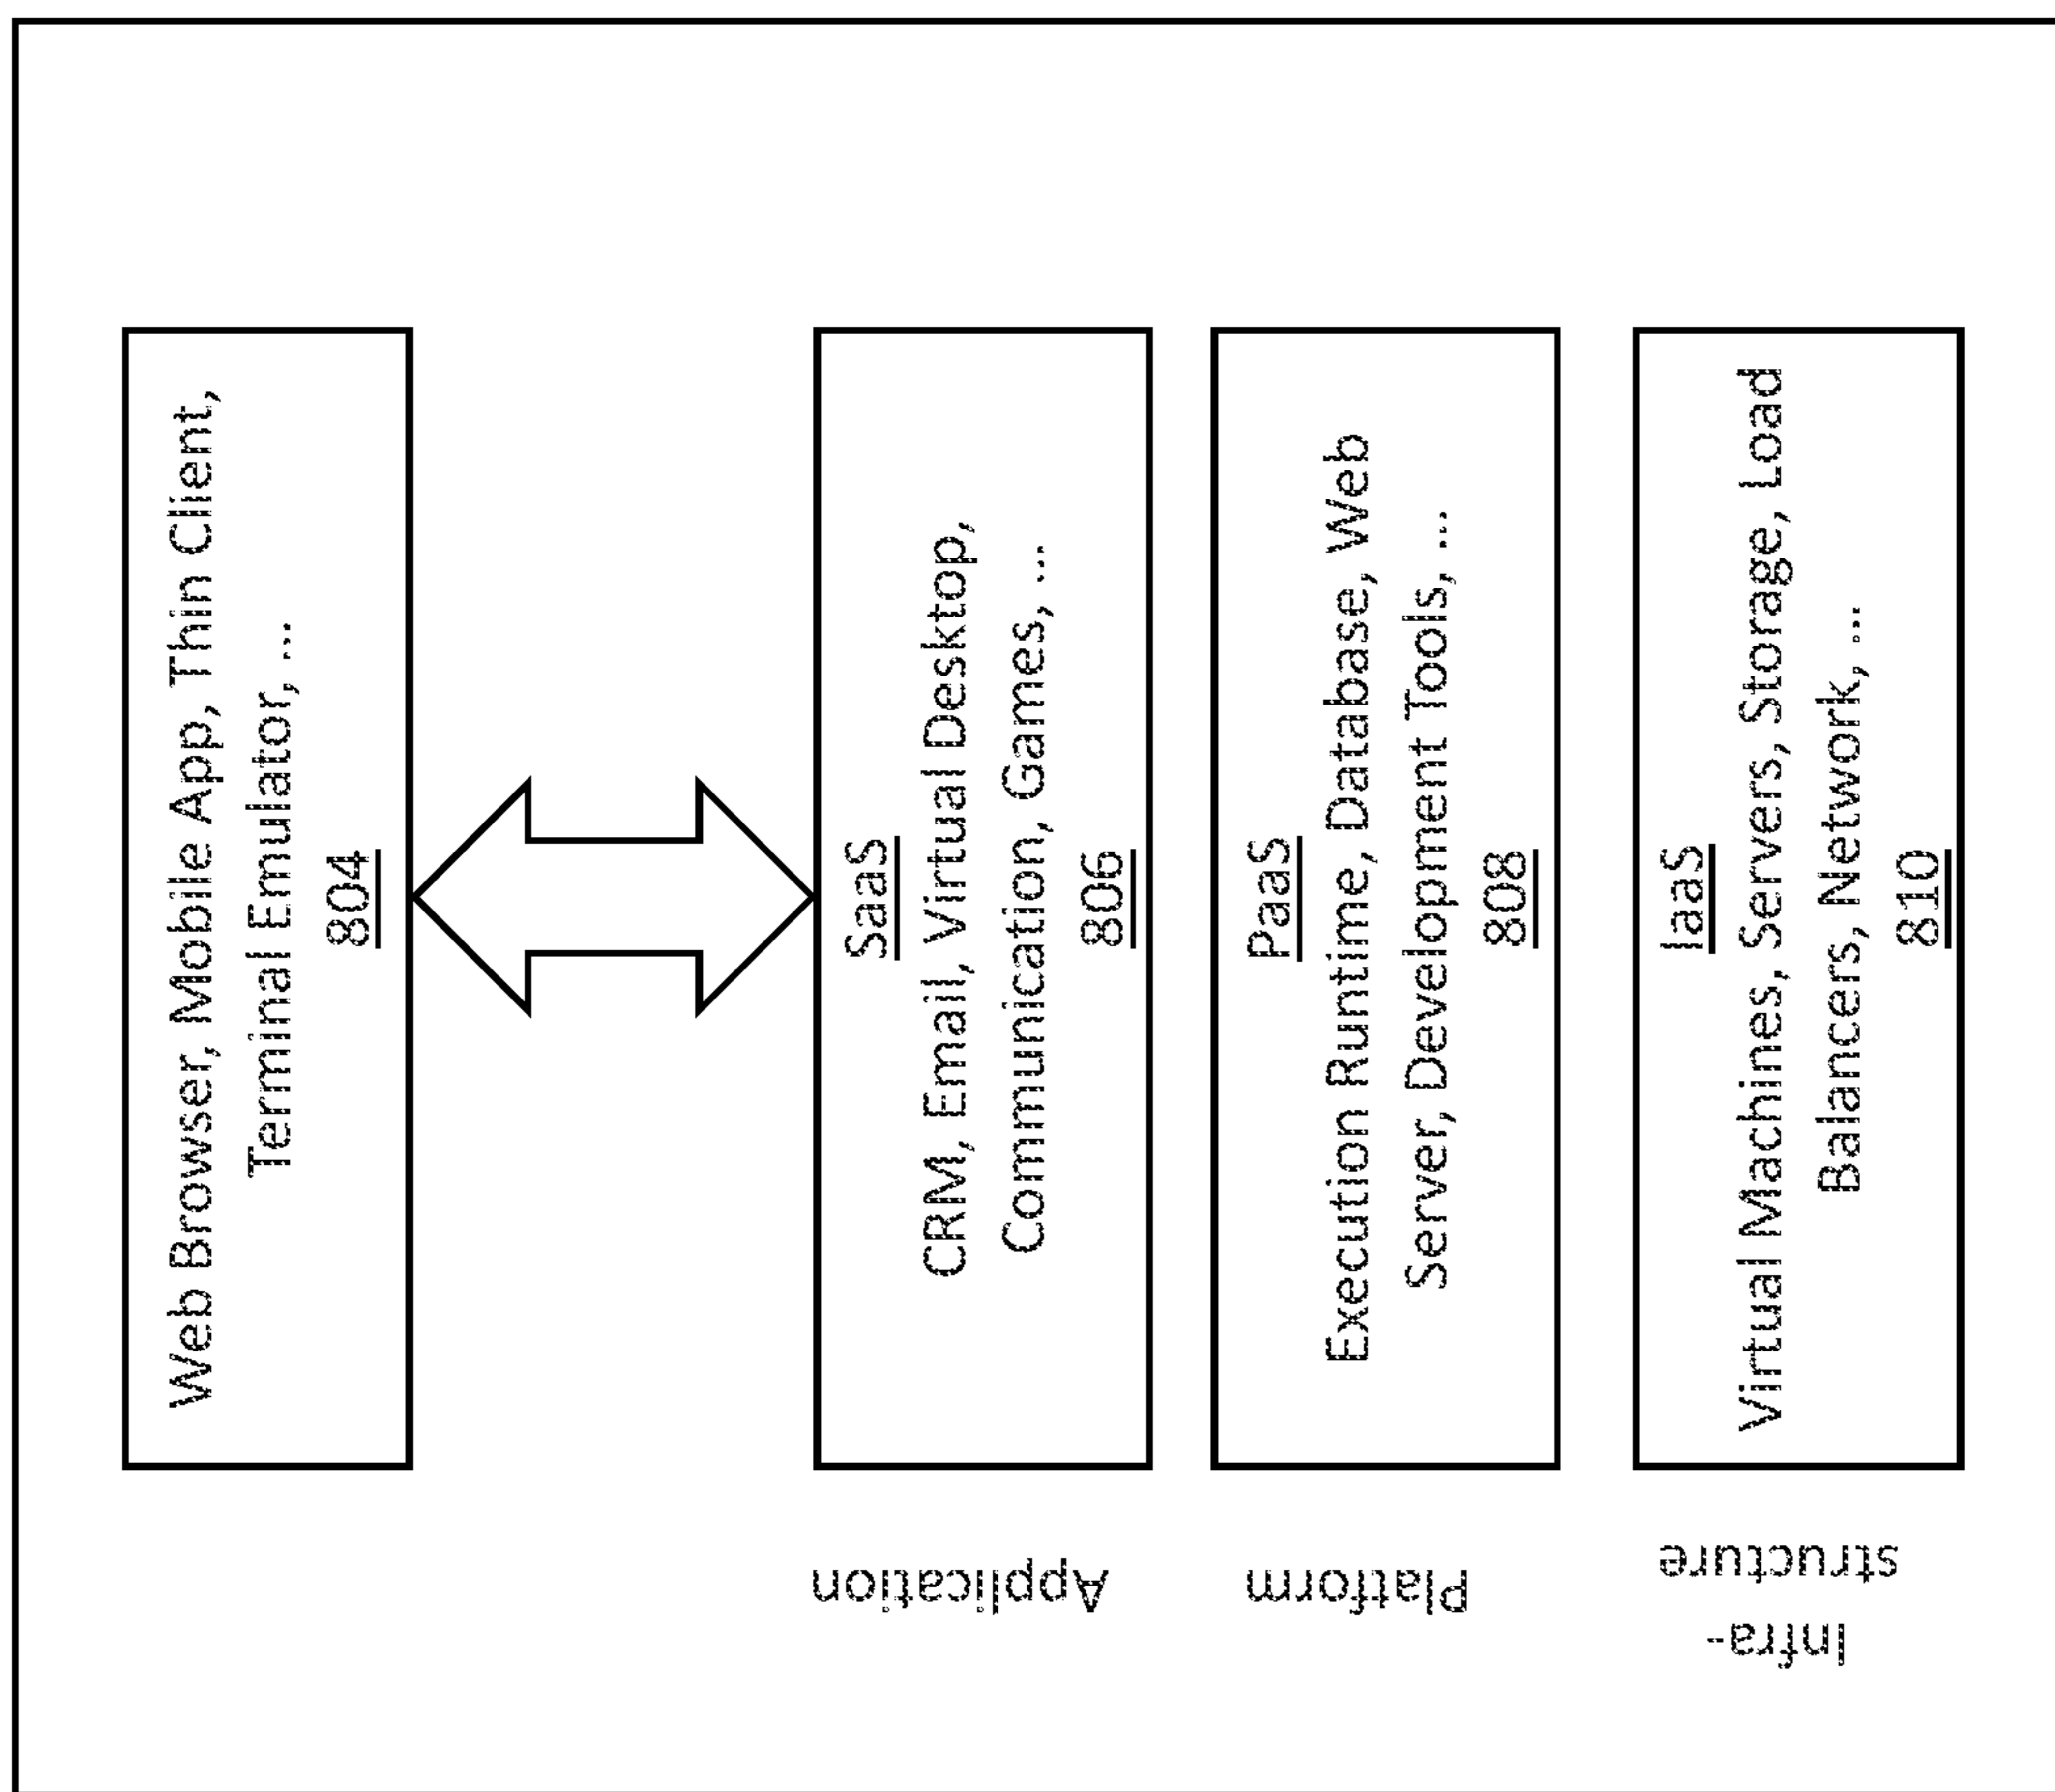 Web Browser, Mobile App, Thin Client,
Terminal Emulator, ...
804
Application
SaaS
CRM, Email, Virtual Desktop,
Communication, Games, ...
806
Platform
PaaS
Execution Runtime, Database, Web
Server, Development Tools, ...
808
Infra-
structure
IaaS
Virtual Machines, Servers, Storage, Load
Balancers, Network, ...
810